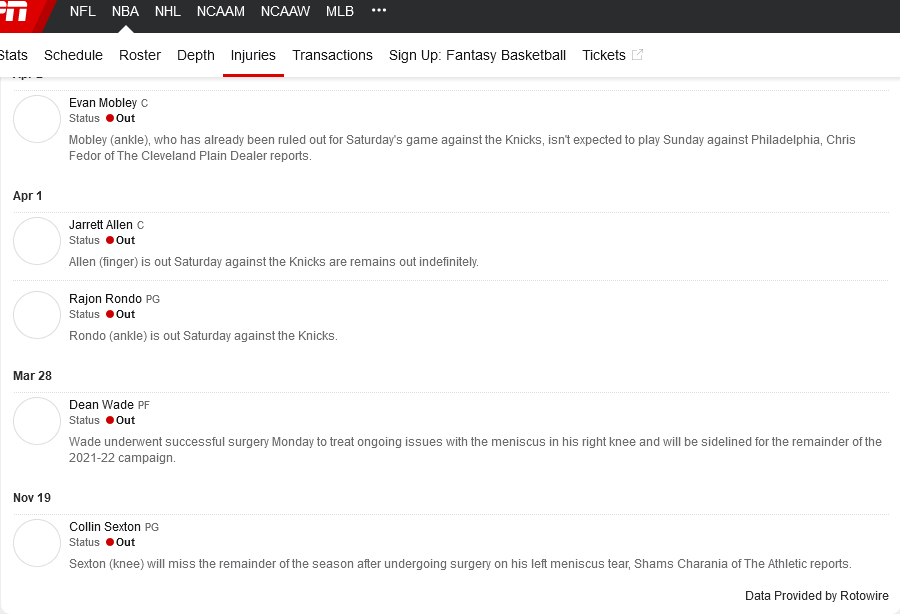 NFL NBA NHL NCAAM NCAAW MLB •••
Stats Schedule Roster Depth Injuries Transactions Sign Up: Fantasy Basketball Tickets
Evan Mobley C
Status Out
Mobley (ankle), who has already been ruled out for Saturday's game against the Knicks, isn't expected to play Sunday against Philadelphia, Chris
Fedor of The Cleveland Plain Dealer reports.
Apr 1
Jarrett Allen C
Status Out
Allen (finger) is out Saturday against the Knicks are remains out indefinitely.
Rajon Rondo PG
Status Out
Rondo (ankle) is out Saturday against the Knicks.
Mar 28
Dean Wade PF
Status Out
Wade underwent successful surgery Monday to treat ongoing issues with the meniscus in his right knee and will be sidelined for the remainder of the
2021-22 campaign.
Nov 19
Collin Sexton PG
Status Out
Sexton (knee) will miss the remainder of the season after undergoing surgery on his left meniscus tear, Shams Charania of The Athletic reports.
Data Provided by Rotowire